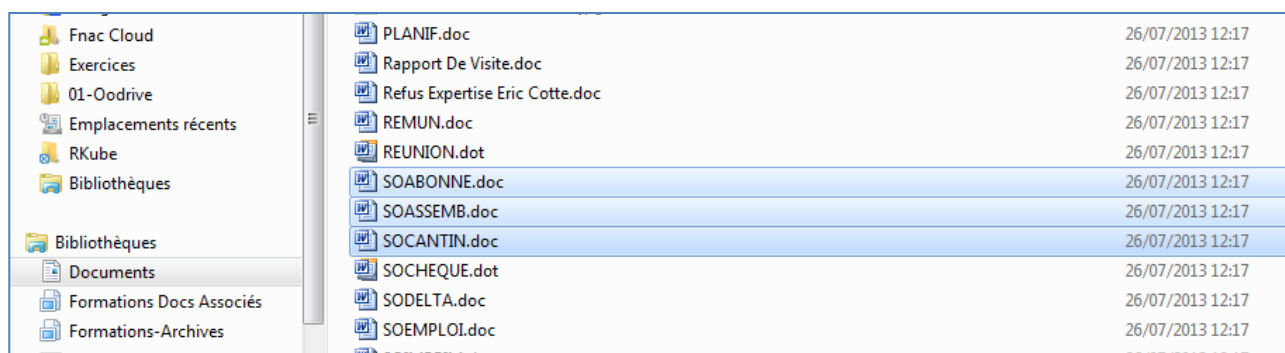 Fnac Cloud
Exercices
01-Oodrive
Emplacements récents
RKube
Bibliothèques
Bibliothèques
Documents
Formations Docs Associés
Formations-Archives
PLANIF.doc 26/07/2013 12:17
Rapport De Visite.doc 26/07/2013 12:17
Refus Expertise Eric Cotte.doc 26/07/2013 12:17
REMUN.doc 26/07/2013 12:17
REUNION.dot 26/07/2013 12:17
SOABONNE.doc 26/07/2013 12:17
SOASSEMB.doc 26/07/2013 12:17
SOCANTIN.doc 26/07/2013 12:17
SOCHEQUE.dot 26/07/2013 12:17
SODELTA.doc 26/07/2013 12:17
SOEMPLOI.doc 26/07/2013 12:17